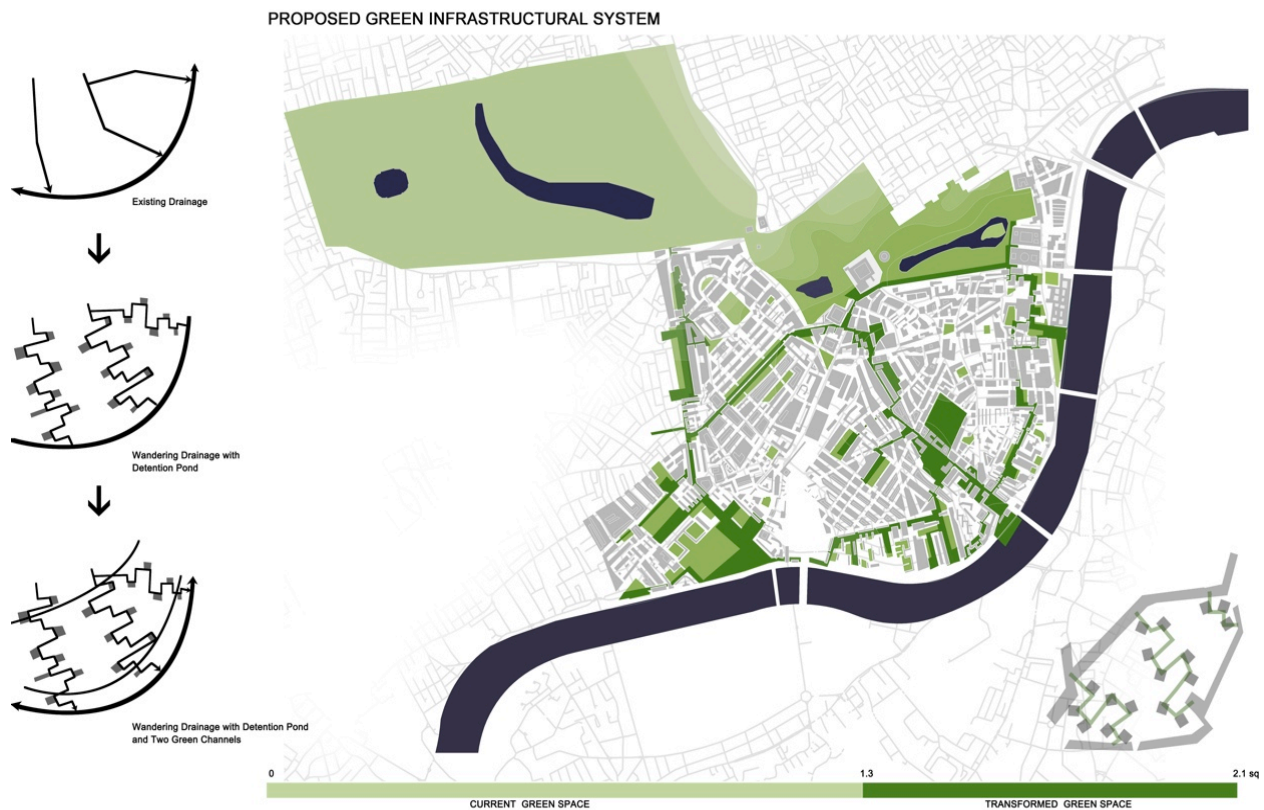 PROPOSED GREEN INFRASTRUCTURAL SYSTEM
Existing Drainage
Wandering Drainage with
Detention Pond
Wandering Drainage with Detention Pond
and Two Green Channels
0 1.3 2.1 sq
CURRENT GREEN SPACE TRANSFORMED GREEN SPACE